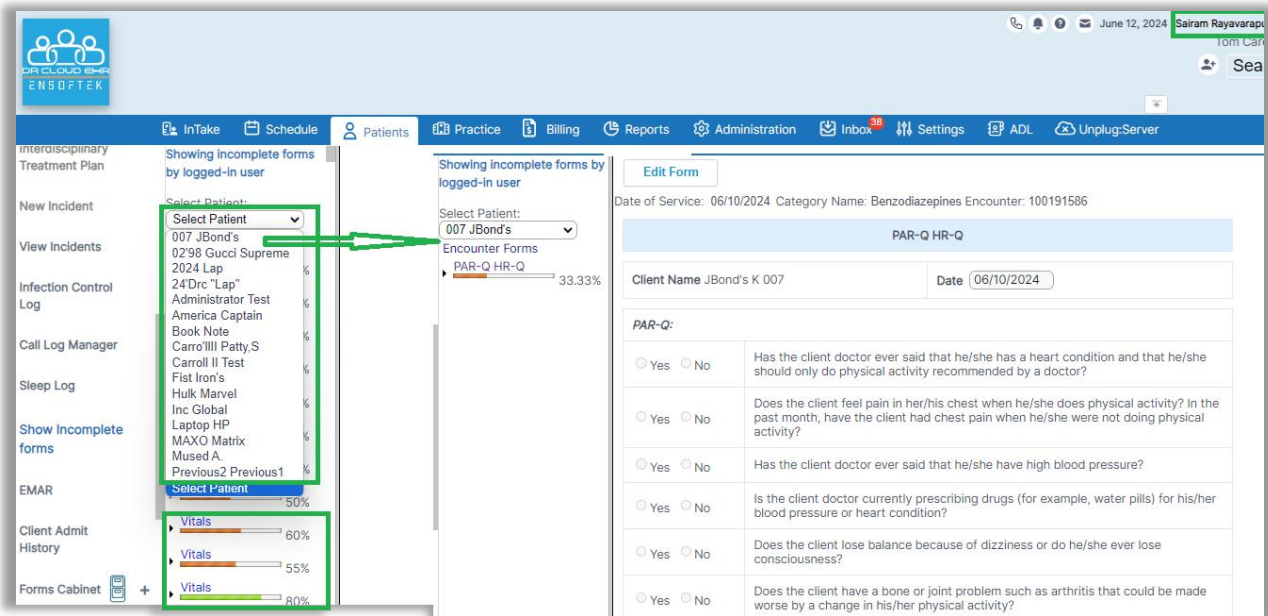 DR CLOUD EHR
ENSOFTEK
June 12, 2024 Sairam Rayavarapu
Tom Care
Sea
InTake Schedule Patients Practice Billing Reports Administration Inbox 38 Settings ADL Unplug:Server
Interdisciplinary
Treatment Plan
New Incident
View Incidents
Infection Control
Log
Call Log Manager
Sleep Log
Show Incomplete
forms
EMAR
Client Admit
History
Forms Cabinet +
Showing incomplete forms
by logged-in user
Select Patient:
Select Patient
007 JBond's
02'98 Gucci Supreme
2024 Lap
24'Drc "Lap"
Administrator Test
America Captain
Book Note
Carro'IIII Patty,S
Carroll II Test
Fist Iron's
Hulk Marvel
Inc Global
Laptop HP
MAXO Matrix
Mused A.
Previous2 Previous1
Select Patient
50%
Vitals
60%
Vitals
55%
Vitals
80%
Showing incomplete forms by
logged-in user
Select Patient:
007 JBond's
Encounter Forms
PAR-Q HR-Q
33.33%
Edit Form
Date of Service: 06/10/2024 Category Name: Benzodiazepines Encounter: 100191586
PAR-Q HR-Q
Client Name JBond's K 007 Date 06/10/2024
PAR-Q:
Yes No Has the client doctor ever said that he/she has a heart condition and that he/she
should only do physical activity recommended by a doctor?
Yes No Does the client feel pain in her/his chest when he/she does physical activity? In the
past month, have the client had chest pain when he/she were not doing physical
activity?
Yes No Has the client doctor ever said that he/she have high blood pressure?
Yes No Is the client doctor currently prescribing drugs (for example, water pills) for his/her
blood pressure or heart condition?
Yes No Does the client lose balance because of dizziness or do he/she ever lose
consciousness?
Yes No Does the client have a bone or joint problem such as arthritis that could be made
worse by a change in his/her physical activity?